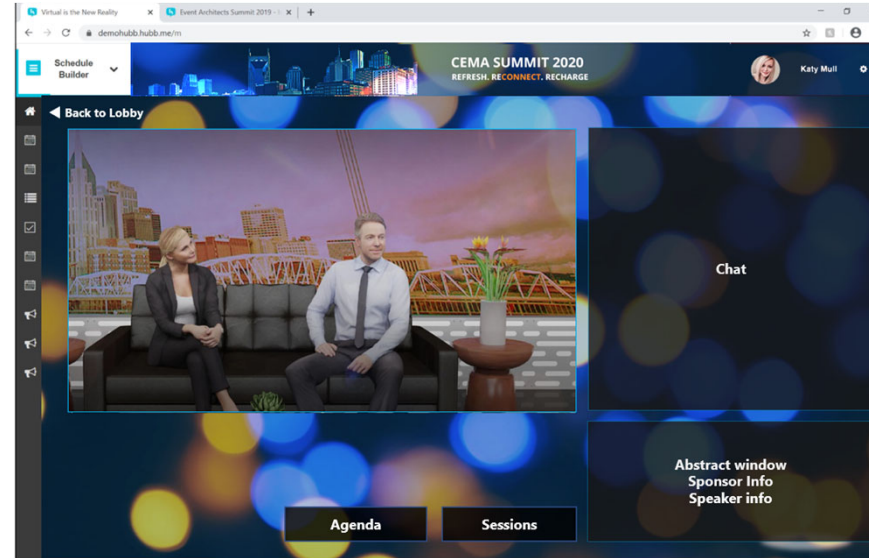 Virtual is the New Reality
Event Architects Summit 2019 -
demohubb.hubb.me/m
Schedule
Builder
CEMA SUMMIT 2020
REFRESH. RECONNECT. RECHARGE
Katy Mull
Back to Lobby
Chat
Abstract window
Sponsor Info
Speaker info
Agenda
Sessions